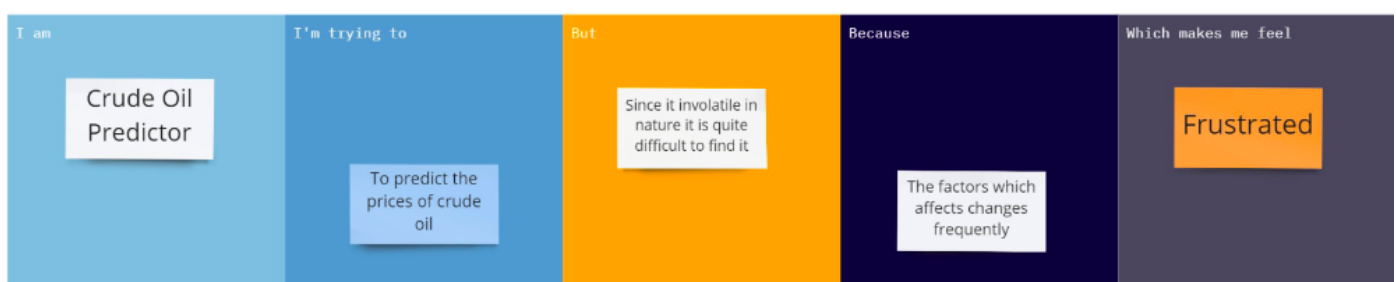 I am
Crude Oil
Predictor
I'm trying to
To predict the
prices of crude
oil
But
Since it involatile in
nature it is quite
difficult to find it
Because
The factors which
affects changes
frequently
Which makes me feel
Frustrated